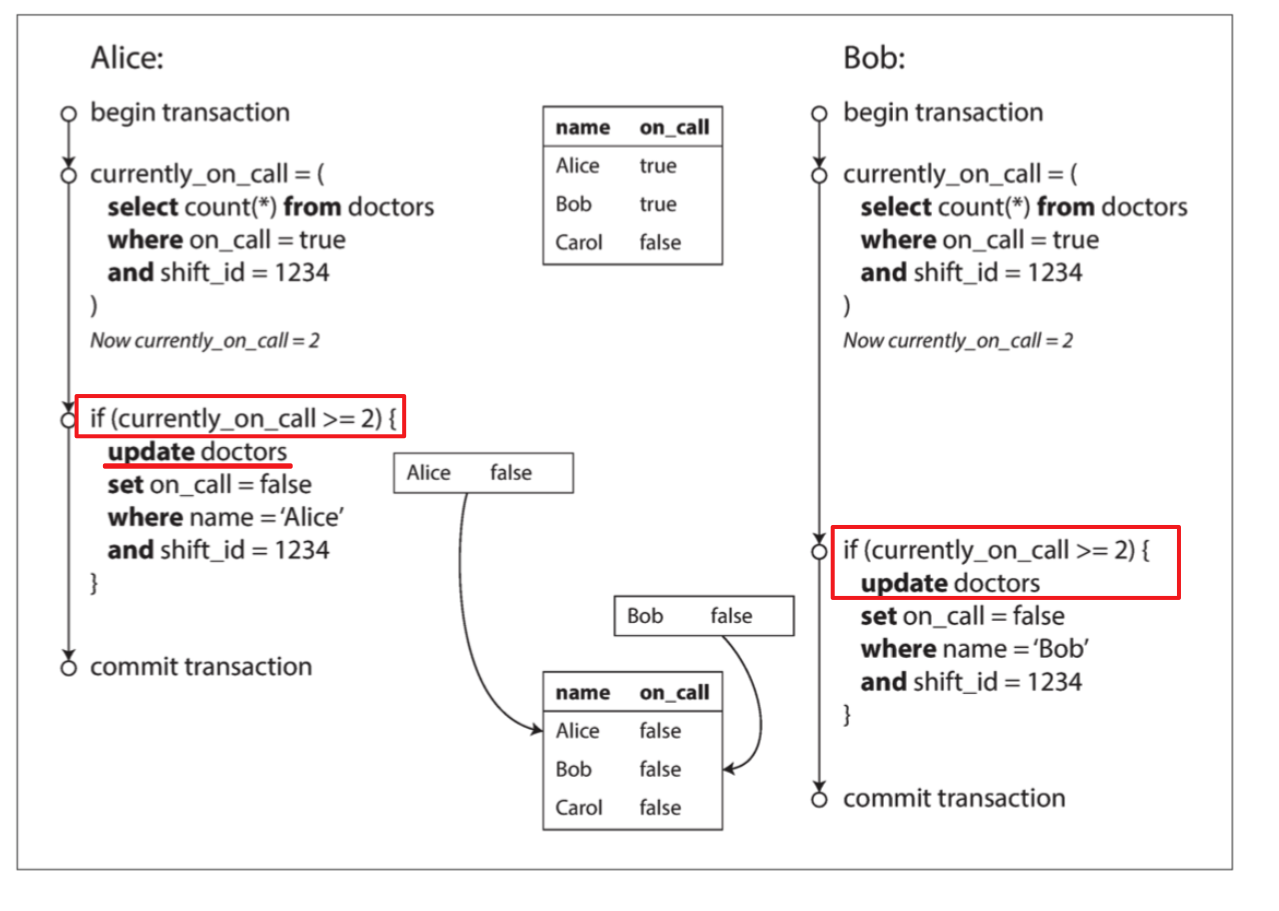 Alice:
begin transaction
currently_on_call = (
select count(*) from doctors
where on_call = true
and shift_id = 1234
)
Now currently_on_call = 2
if (currently_on_call >= 2) {
update doctors
set on_call = false
where name = ‘Alice’
and shift_id = 1234
}
commit transaction
name on_call
Alice true
Bob true
Carol false
Alice false
Bob false
name on_call
Alice false
Bob false
Carol false
Bob:
begin transaction
currently_on_call = (
select count(*) from doctors
where on_call = true
and shift_id = 1234
)
Now currently_on_call = 2
if (currently_on_call >= 2) {
update doctors
set on_call = false
where name = ‘Bob’
and shift_id = 1234
}
commit transaction